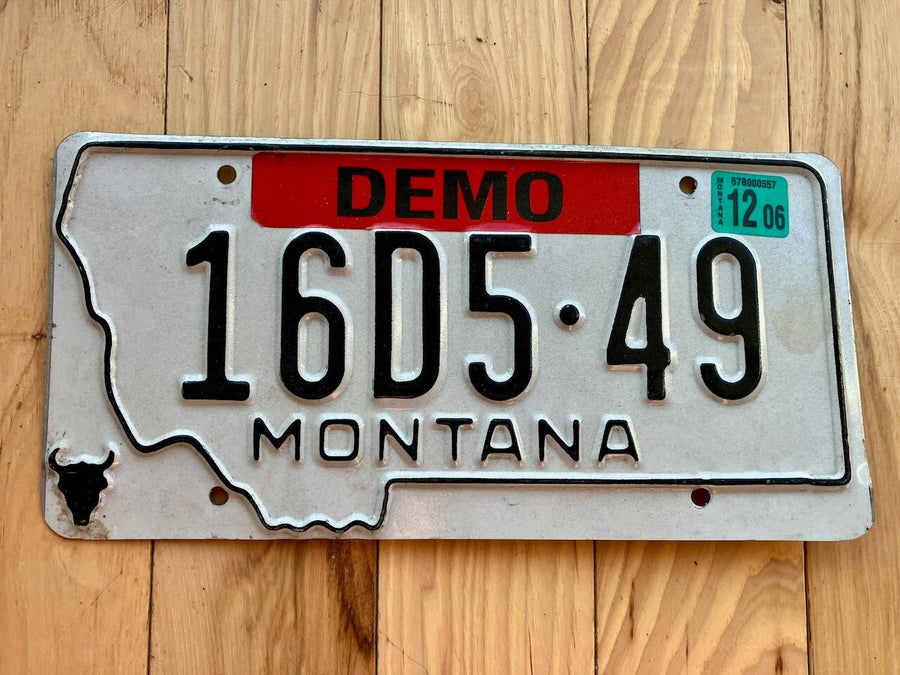 DEMO
MONTANA
57B000557
12 06
16D5·49
MONTANA